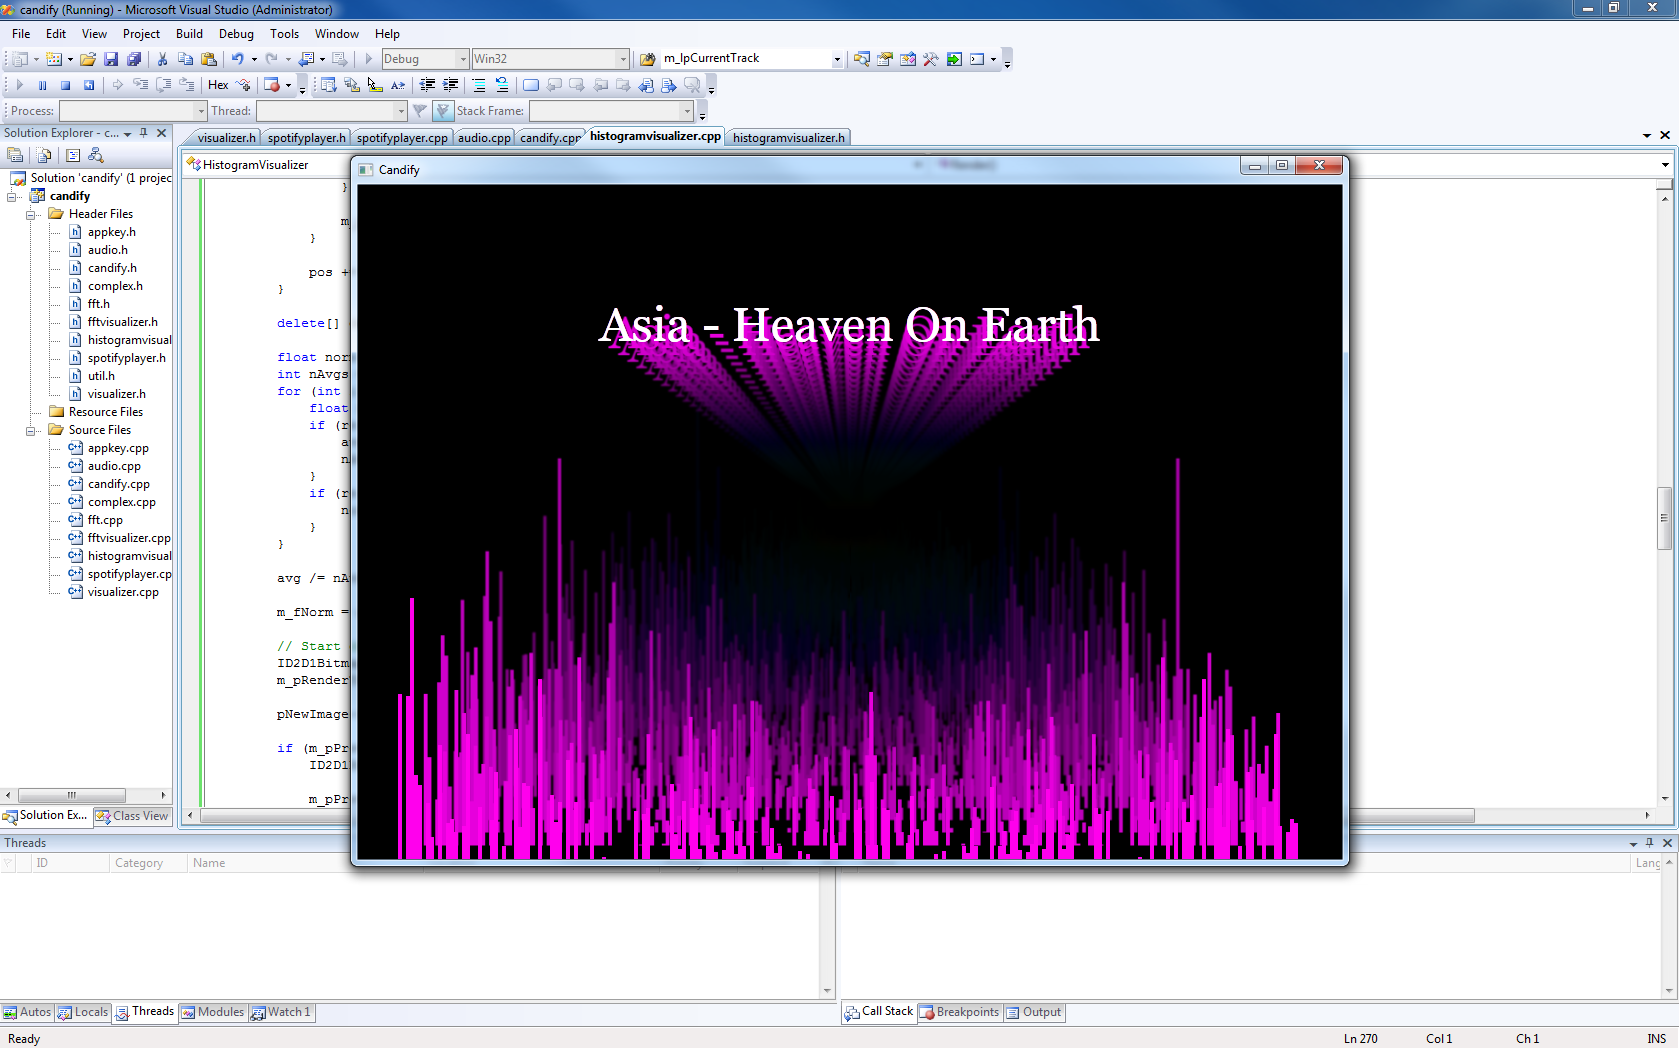 candify (Running) - Microsoft Visual Studio (Administrator)
File Edit View Project Build Debug Tools Window Help
Debug Win32 m_lpCurrentTrack
Hex
Process: Thread: Stack Frame:
Solution Explorer - c...
visualizer.h spotifyplayer.h spotifyplayer.cpp audio.cpp candify.cpp histogramvisualizer.cpp histogramvisualizer.h
HistogramVisualizer
Candify
Solution 'candify' (1 projec
candify
Header Files
appkey.h
audio.h
candify.h
complex.h
fft.h
fftvisualizer.h
histogramvisual
spotifyplayer.h
util.h
visualizer.h
Resource Files
Source Files
appkey.cpp
audio.cpp
candify.cpp
complex.cpp
fft.cpp
fftvisualizer.cpp
histogramvisual
spotifyplayer.cp
visualizer.cpp
Solution Ex... Class View
}
m_
}
pos +
}
delete[]
float nor
int nAvgs
for (int
float
if (r
a
n
}
if (r
n
}
}
avg /= nA
m_fNorm =
// Start
ID2D1Bitm
m_pRender
pNewImage
if (m_pPr
ID2D1
m_pPr
Asia - Heaven On Earth
Threads
ID Category Name
Lang
Autos Locals Threads Modules Watch 1
Call Stack Breakpoints Output
Ready
Ln 270 Col 1 Ch 1 INS